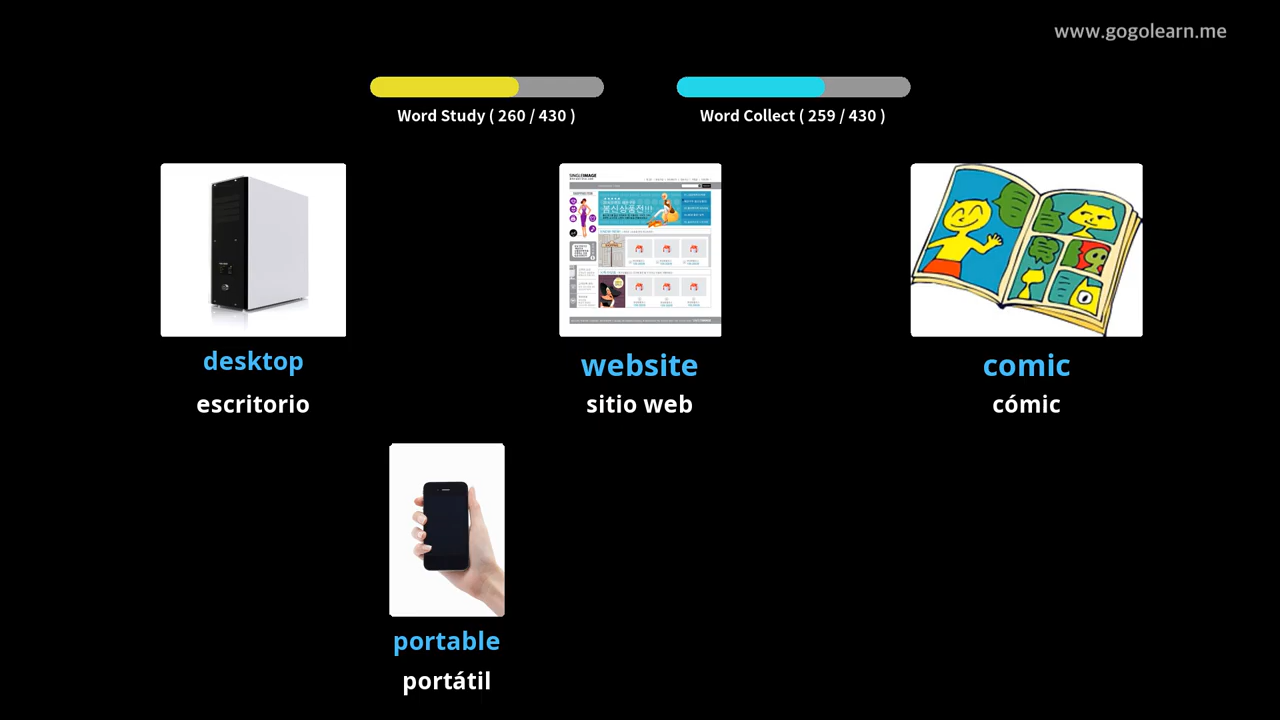 www.gogolearn.me
Word Study ( 260 / 430 )
Word Collect ( 259 / 430 )
desktop
website
comic
escritorio
sitio web
cómic
portable
portátil